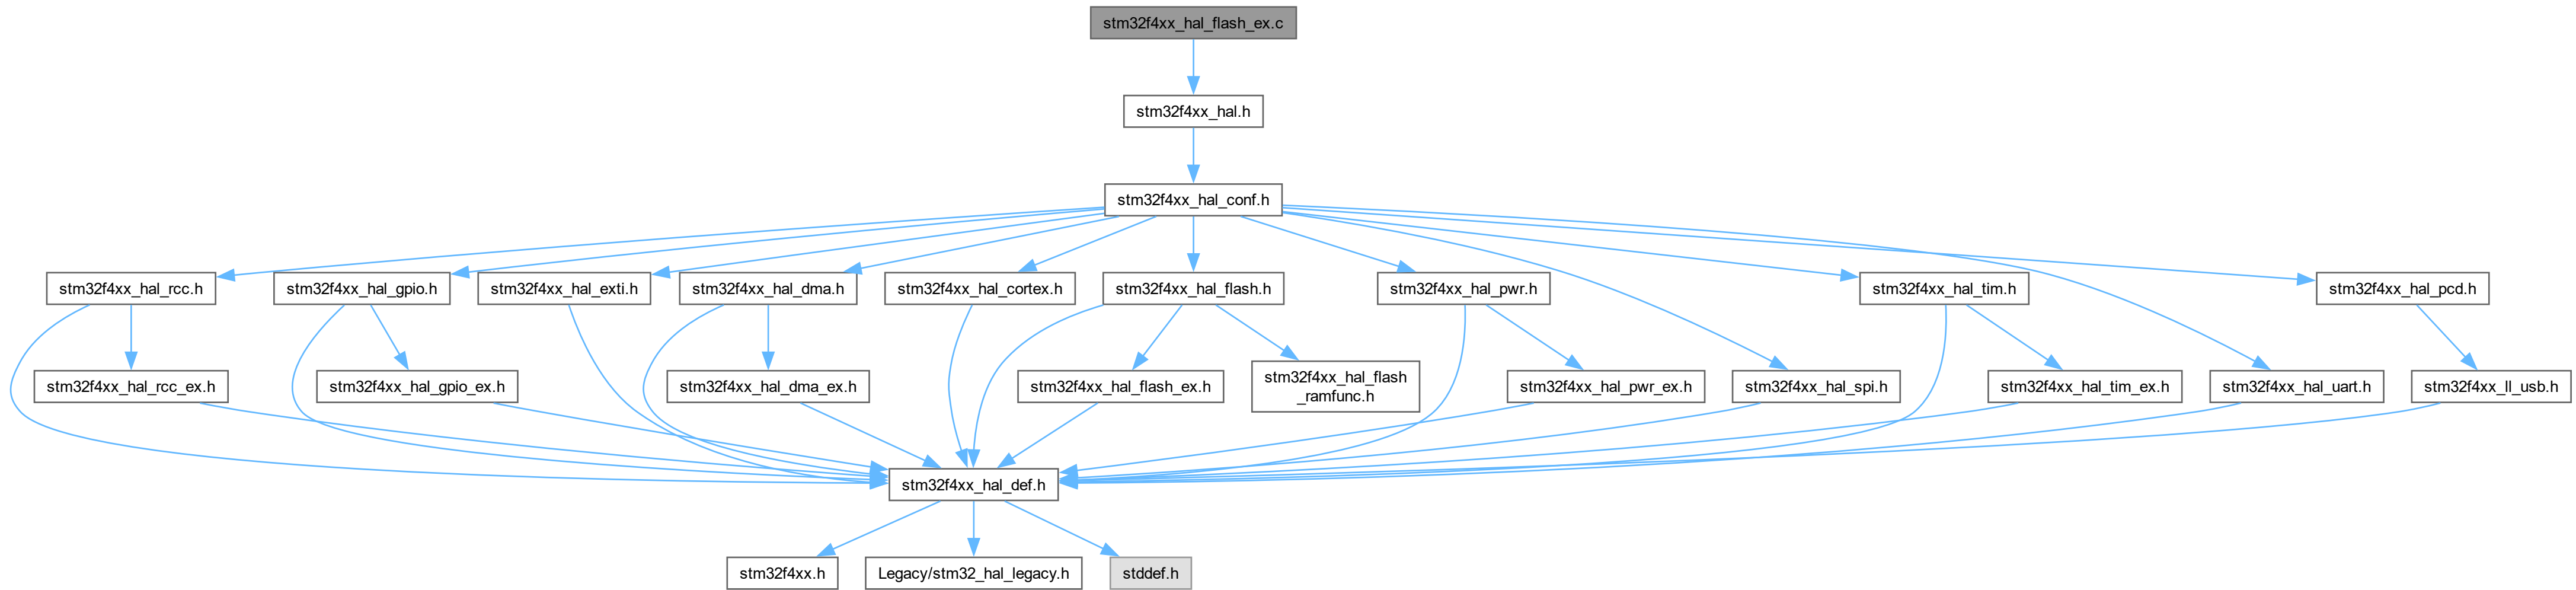 stm32f4xx_hal_flash_ex.c
stm32f4xx_hal.h
stm32f4xx_hal_conf.h
stm32f4xx_hal_rcc.h
stm32f4xx_hal_gpio.h
stm32f4xx_hal_exti.h
stm32f4xx_hal_dma.h
stm32f4xx_hal_cortex.h
stm32f4xx_hal_flash.h
stm32f4xx_hal_pwr.h
stm32f4xx_hal_tim.h
stm32f4xx_hal_pcd.h
stm32f4xx_hal_rcc_ex.h
stm32f4xx_hal_gpio_ex.h
stm32f4xx_hal_dma_ex.h
stm32f4xx_hal_flash_ex.h
stm32f4xx_hal_flash
_ramfunc.h
stm32f4xx_hal_pwr_ex.h
stm32f4xx_hal_spi.h
stm32f4xx_hal_tim_ex.h
stm32f4xx_hal_uart.h
stm32f4xx_ll_usb.h
stm32f4xx_hal_def.h
stm32f4xx.h
Legacy/stm32_hal_legacy.h
stddef.h